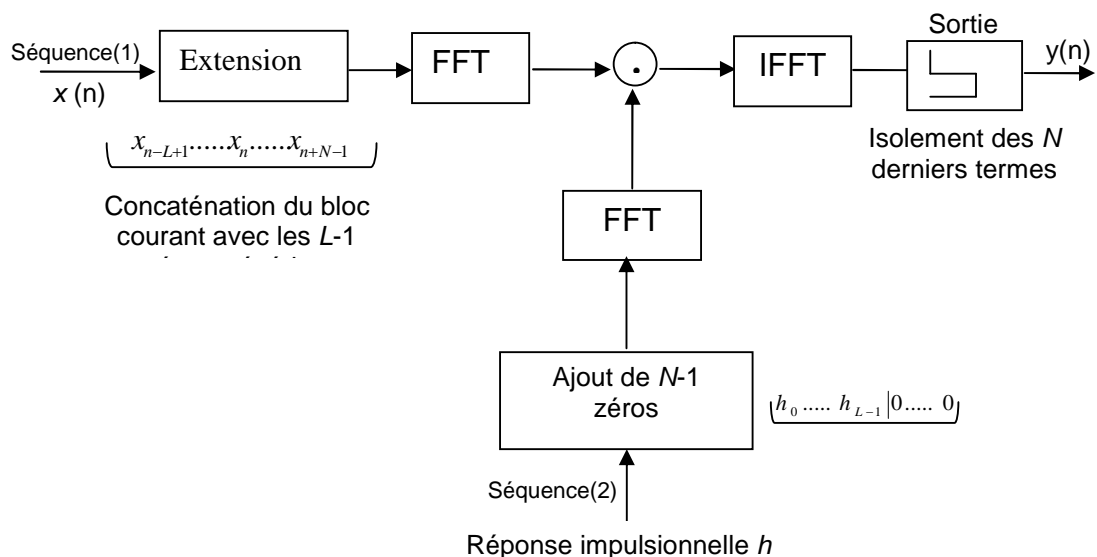 Séquence(1)
x (n)
Extension
FFT
.
IFFT
Sortie
y(n)
x_{n-L+1}......x_n......x_{n+N-1}
Concaténation du bloc
courant avec les L-1
Isolement des N
derniers termes
FFT
Ajout de N-1
zéros
h_0 ..... h_{L-1} |0..... 0
Séquence(2)
Réponse impulsionnelle h